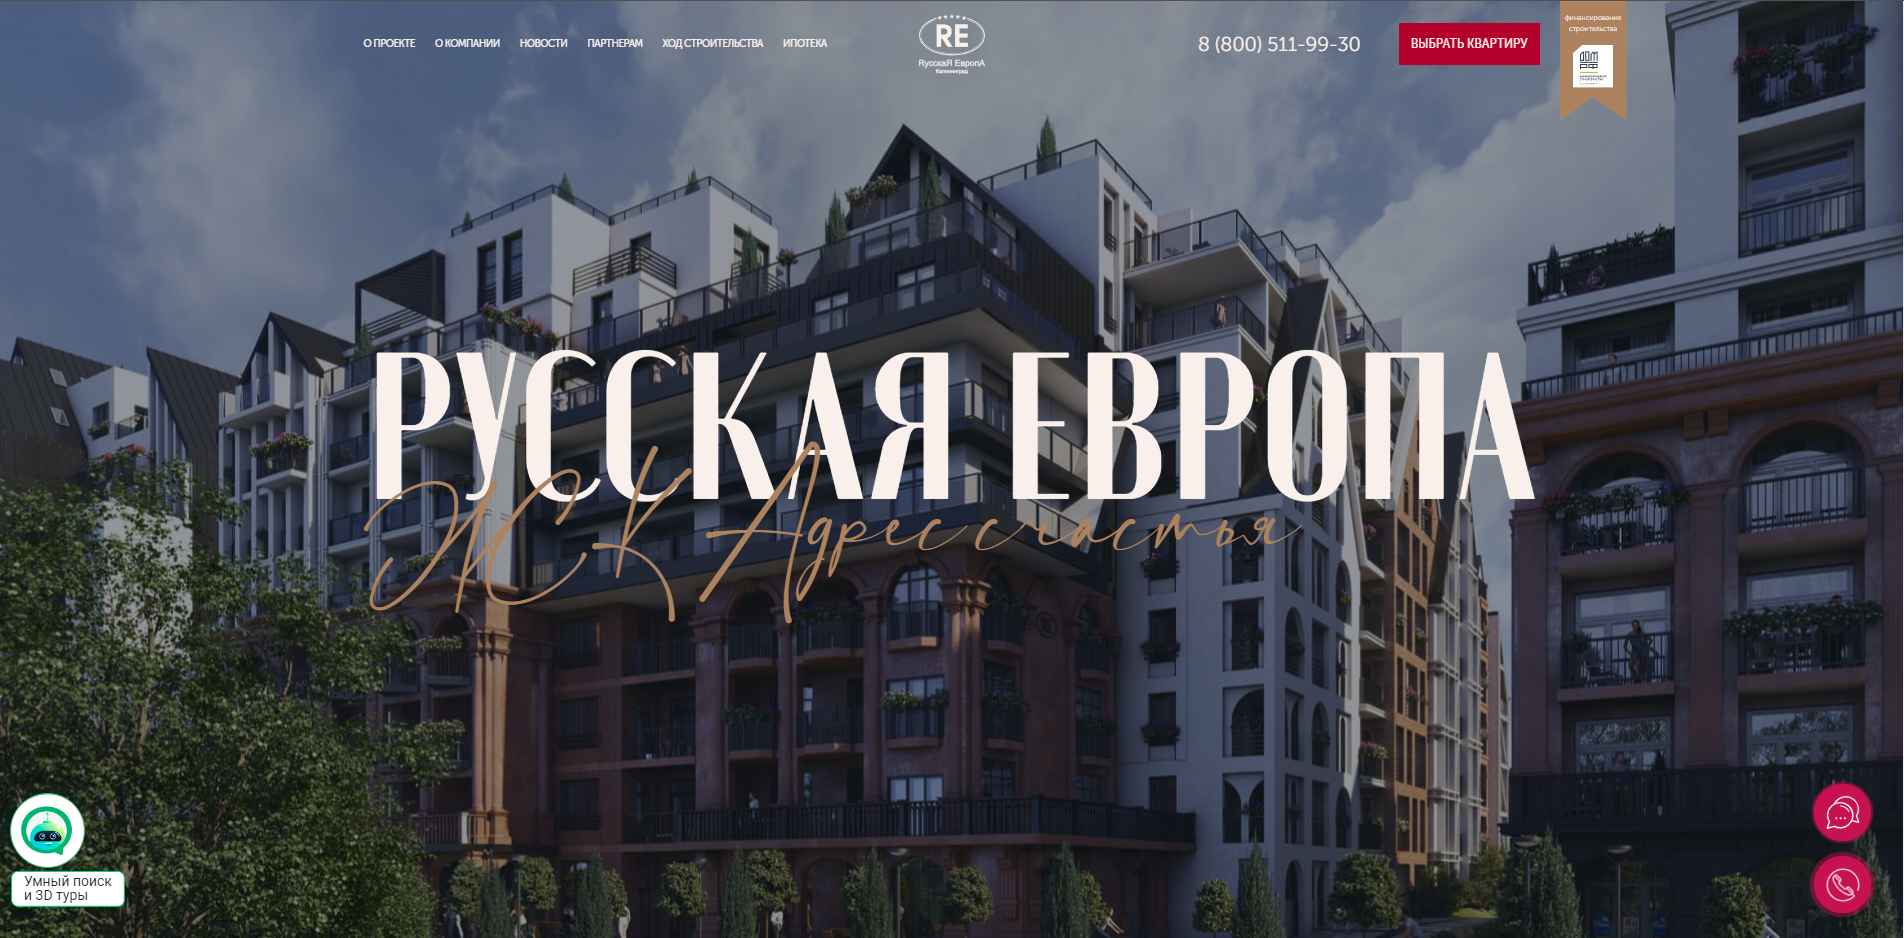 О ПРОЕКТЕ
О КОМПАНИИ
НОВОСТИ
ПАРТНЕРАМ
ХОД СТРОИТЕЛЬСТВА
ИПОТЕКА
RE
RусскаЯ ЕвропА
Калининград
8 (800) 511-99-30
ВЫБРАТЬ КВАРТИРУ
финансирование
строительства
ДОМ
РФ
РУССКАЯ ЕВРОПА
ЖК Адрес счастья
Умный поиск
и 3D туры